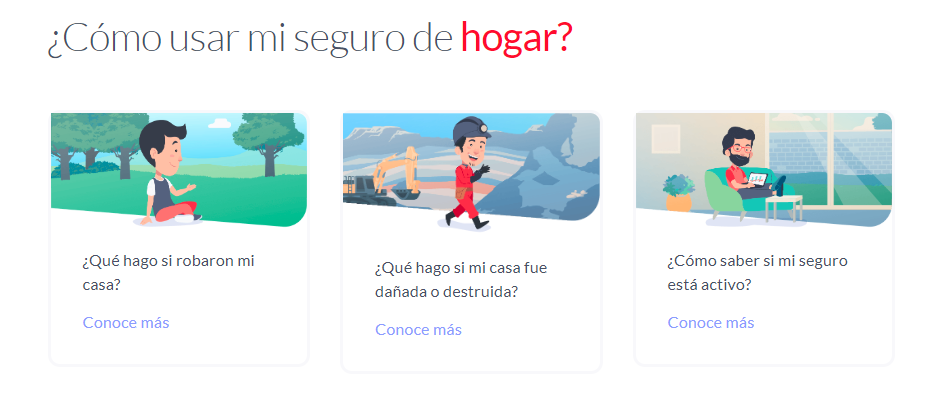 ¿Cómo usar mi seguro de hogar?
¿Qué hago si robaron mi
casa?
Conoce más
¿Qué hago si mi casa fue
dañada o destruida?
Conoce más
¿Cómo saber si mi seguro
está activo?
Conoce más